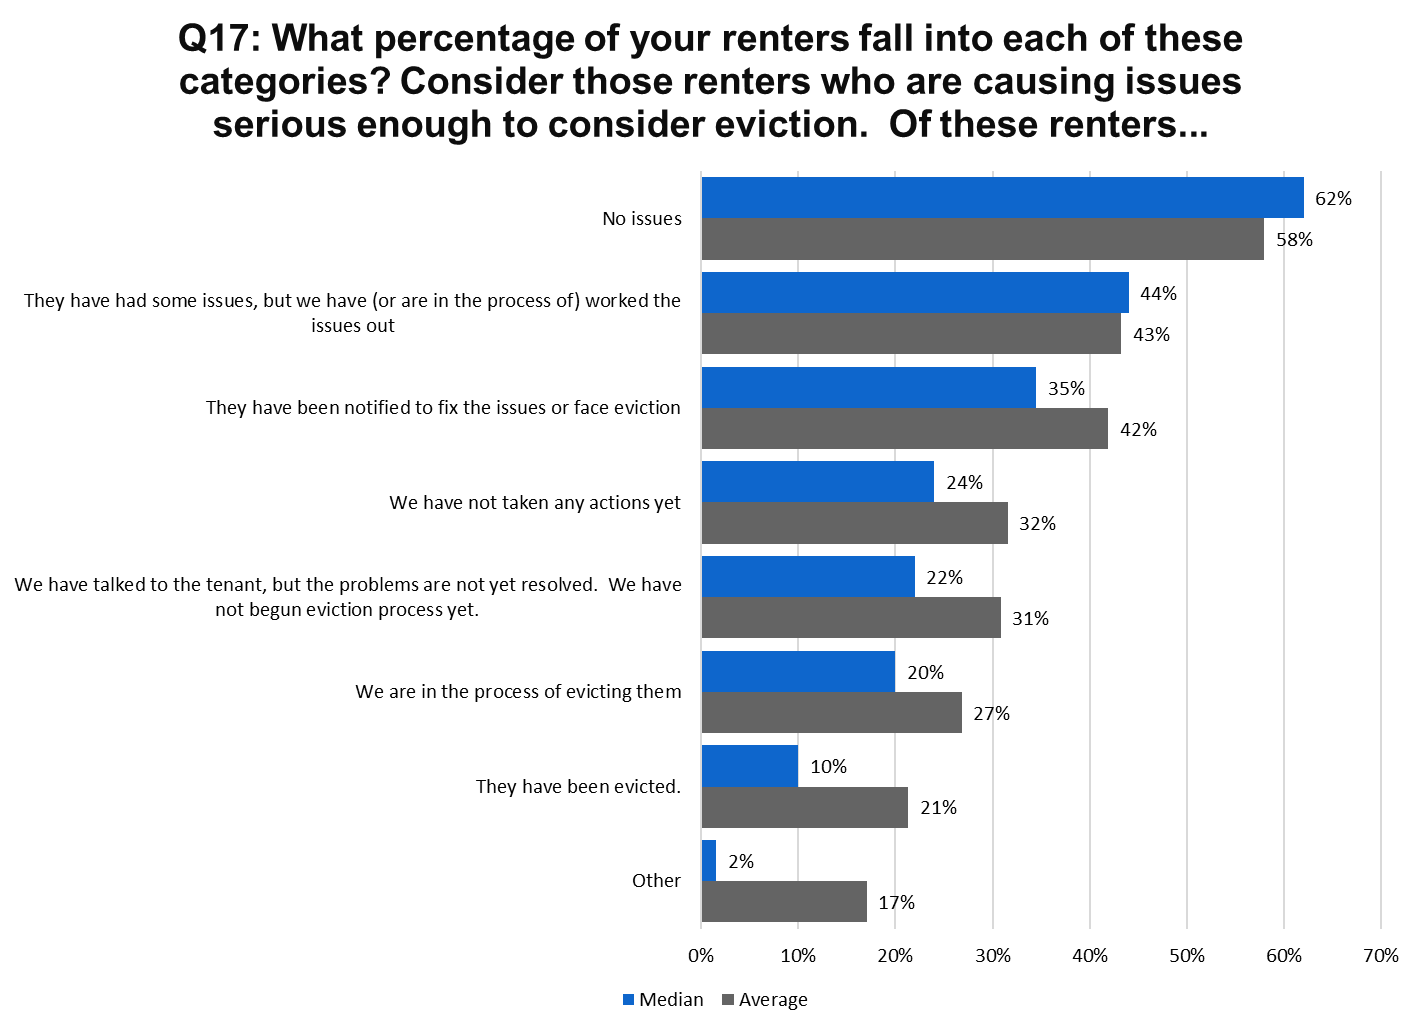 Q17: What percentage of your renters fall into each of these
categories? Consider those renters who are causing issues
serious enough to consider eviction.  Of these renters...
No issues
62%
58%
They have had some issues, but we have (or are in the process of) worked the
issues out
44%
43%
They have been notified to fix the issues or face eviction
35%
42%
We have not taken any actions yet
24%
32%
We have talked to the tenant, but the problems are not yet resolved.  We have
not begun eviction process yet.
22%
31%
We are in the process of evicting them
20%
27%
They have been evicted.
10%
21%
Other
2%
17%
0% 10% 20% 30% 40% 50% 60% 70%
Median Average